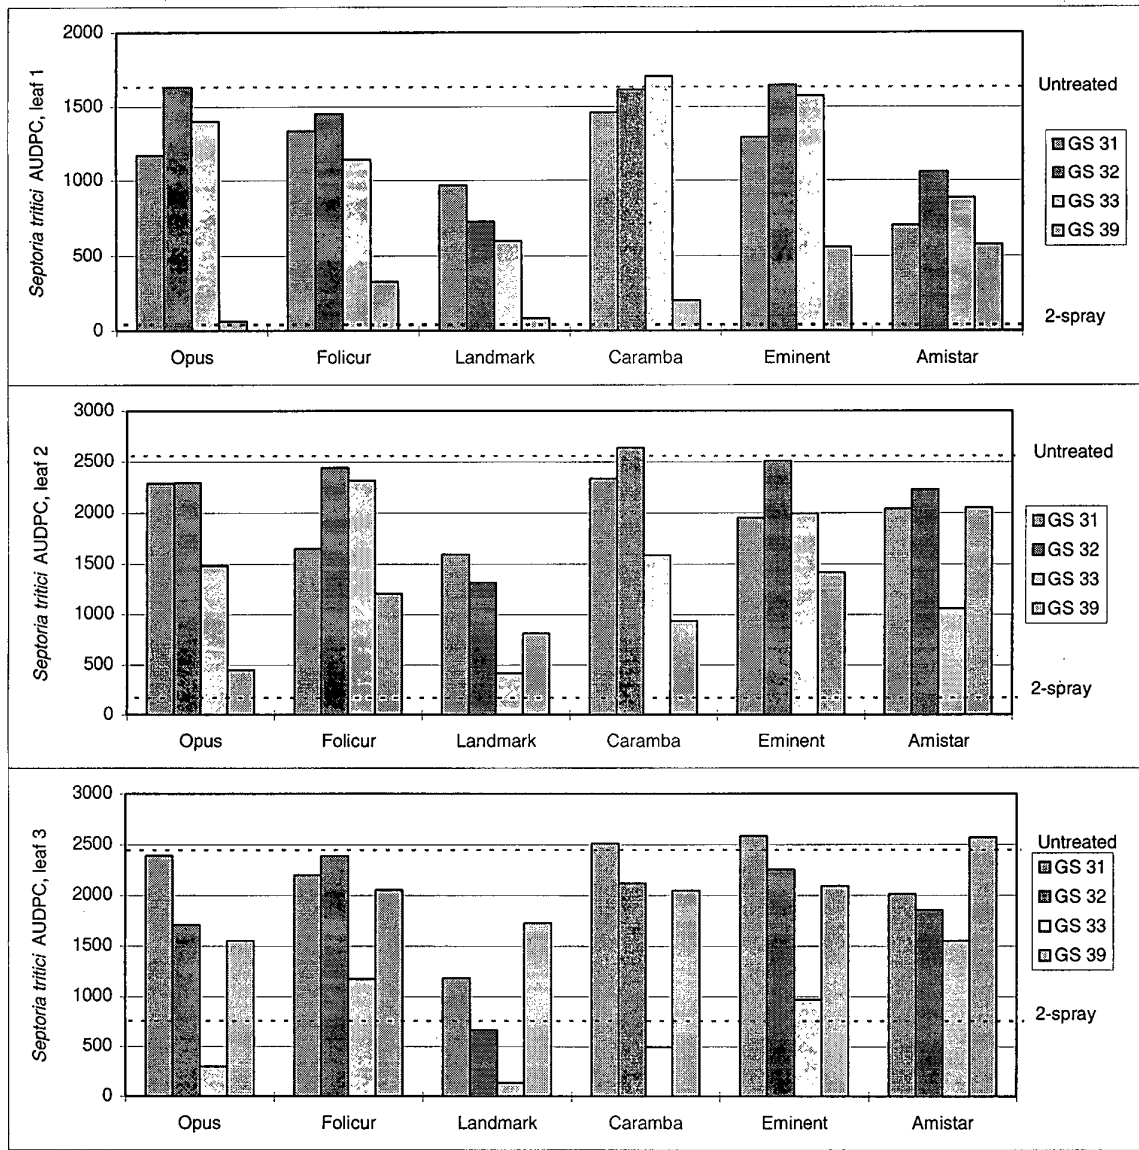 Septoria tritici AUDPC, leaf 1
2000
1500
1000
500
0
Opus Folicur Landmark Caramba Eminent Amistar
Untreated
GS 31
GS 32
GS 33
GS 39
2-spray
Septoria tritici AUDPC, leaf 2
3000
2500
2000
1500
1000
500
0
Opus Folicur Landmark Caramba Eminent Amistar
Untreated
GS 31
GS 32
GS 33
GS 39
2-spray
Septoria tritici AUDPC, leaf 3
3000
2500
2000
1500
1000
500
0
Opus Folicur Landmark Caramba Eminent Amistar
Untreated
GS 31
GS 32
GS 33
GS 39
2-spray